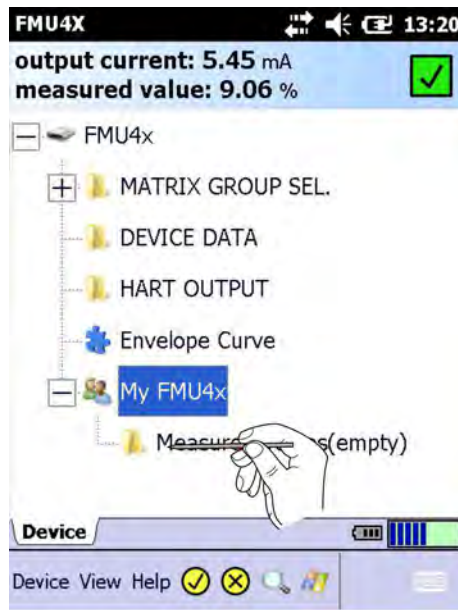 FMU4X 13:20
output current: 5.45 mA
measured value: 9.06 %
FMU4x
MATRIX GROUP SEL.
DEVICE DATA
HART OUTPUT
Envelope Curve
My FMU4x
(empty)
Device
Device View Help